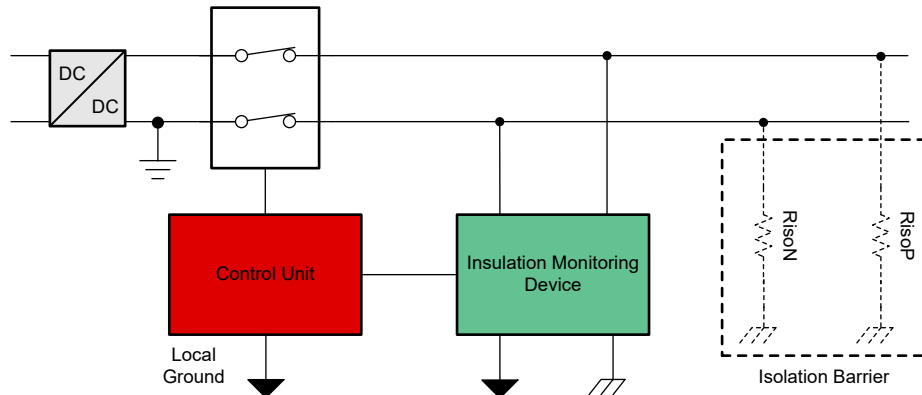 DC
DC
Control Unit
Insulation Monitoring
Device
RisoN
RisoP
Local
Ground
Isolation Barrier